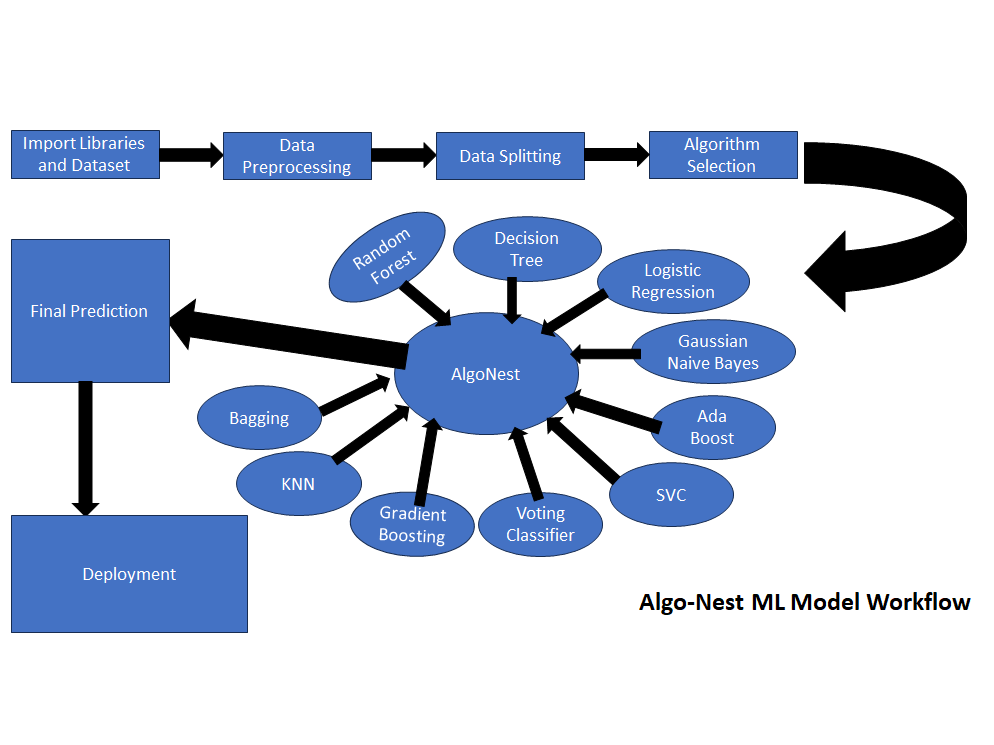 Import Libraries
and Dataset
Data
Preprocessing
Data Splitting
Algorithm
Selection
Random
Forest
Decision
Tree
Logistic
Regression
Final Prediction
Gaussian
Naive Bayes
AlgoNest
Bagging
Ada
Boost
KNN
SVC
Gradient
Boosting
Voting
Classifier
Deployment
Algo-Nest ML Model Workflow